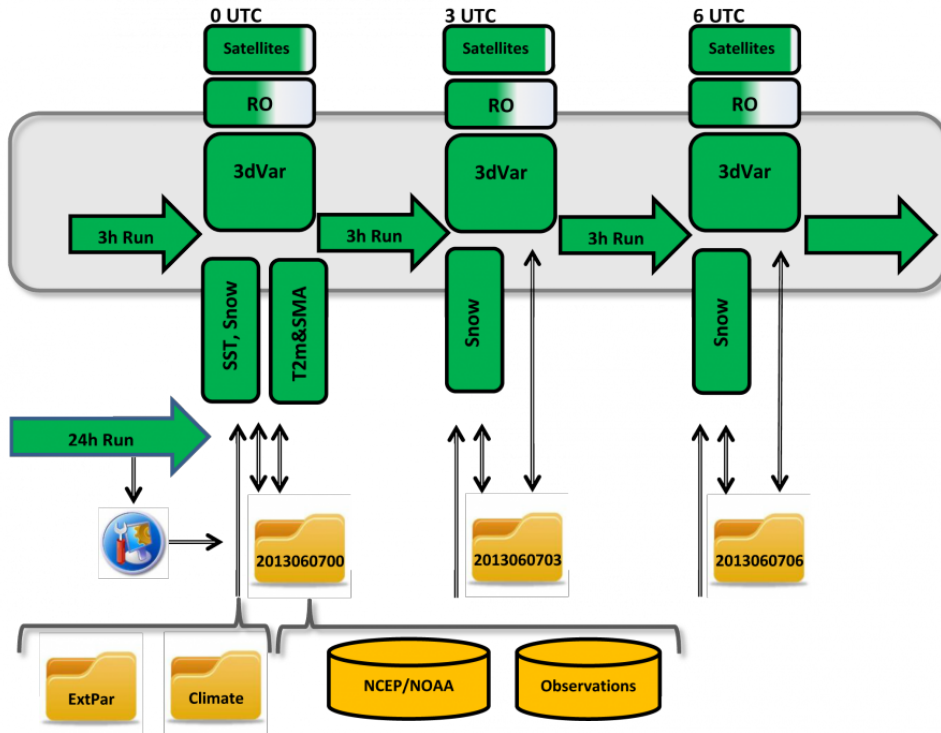 0 UTC
3 UTC
6 UTC
Satellites
Satellites
Satellites
RO
RO
RO
3dVar
3dVar
3dVar
3h Run
3h Run
3h Run
SST, Snow
T2m&SMA
Snow
Snow
24h Run
2013060700
2013060703
2013060706
ExtPar
Climate
NCEP/NOAA
Observations